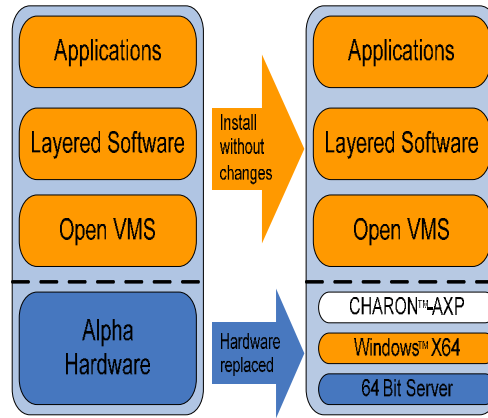 Applications
Layered Software
Open VMS
Alpha
Hardware
Install
without
changes
Hardware
replaced
Applications
Layered Software
Open VMS
CHARON™-AXP
Windows™ X64
64 Bit Server